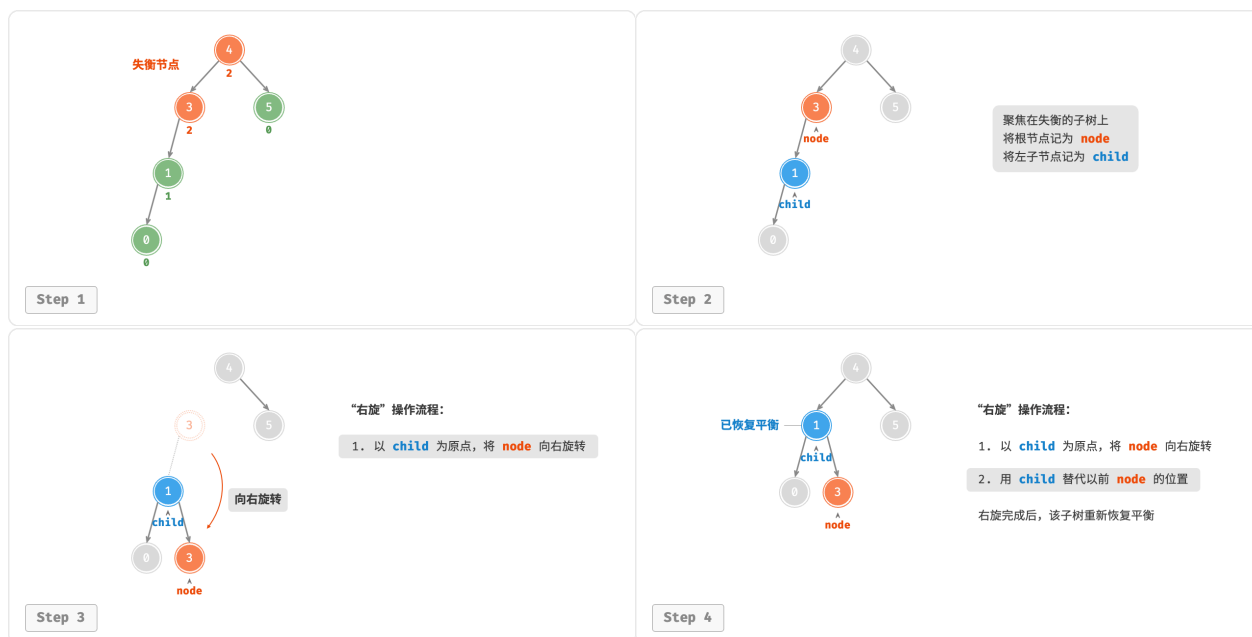 4
失衡节点
2
3
5
2
0
1
1
0
0
Step 1
4
3
5
node
1
child
0
聚焦在失衡的子树上
将根节点记为 node
将左子节点记为 child
Step 2
4
3
5
1
child
向右旋转
0
3
node
“右旋”操作流程：
1. 以 child 为原点，将 node 向右旋转
Step 3
4
已恢复平衡
1
5
child
0
3
node
“右旋”操作流程：
1. 以 child 为原点，将 node 向右旋转
2. 用 child 替代以前 node 的位置
右旋完成后，该子树重新恢复平衡
Step 4